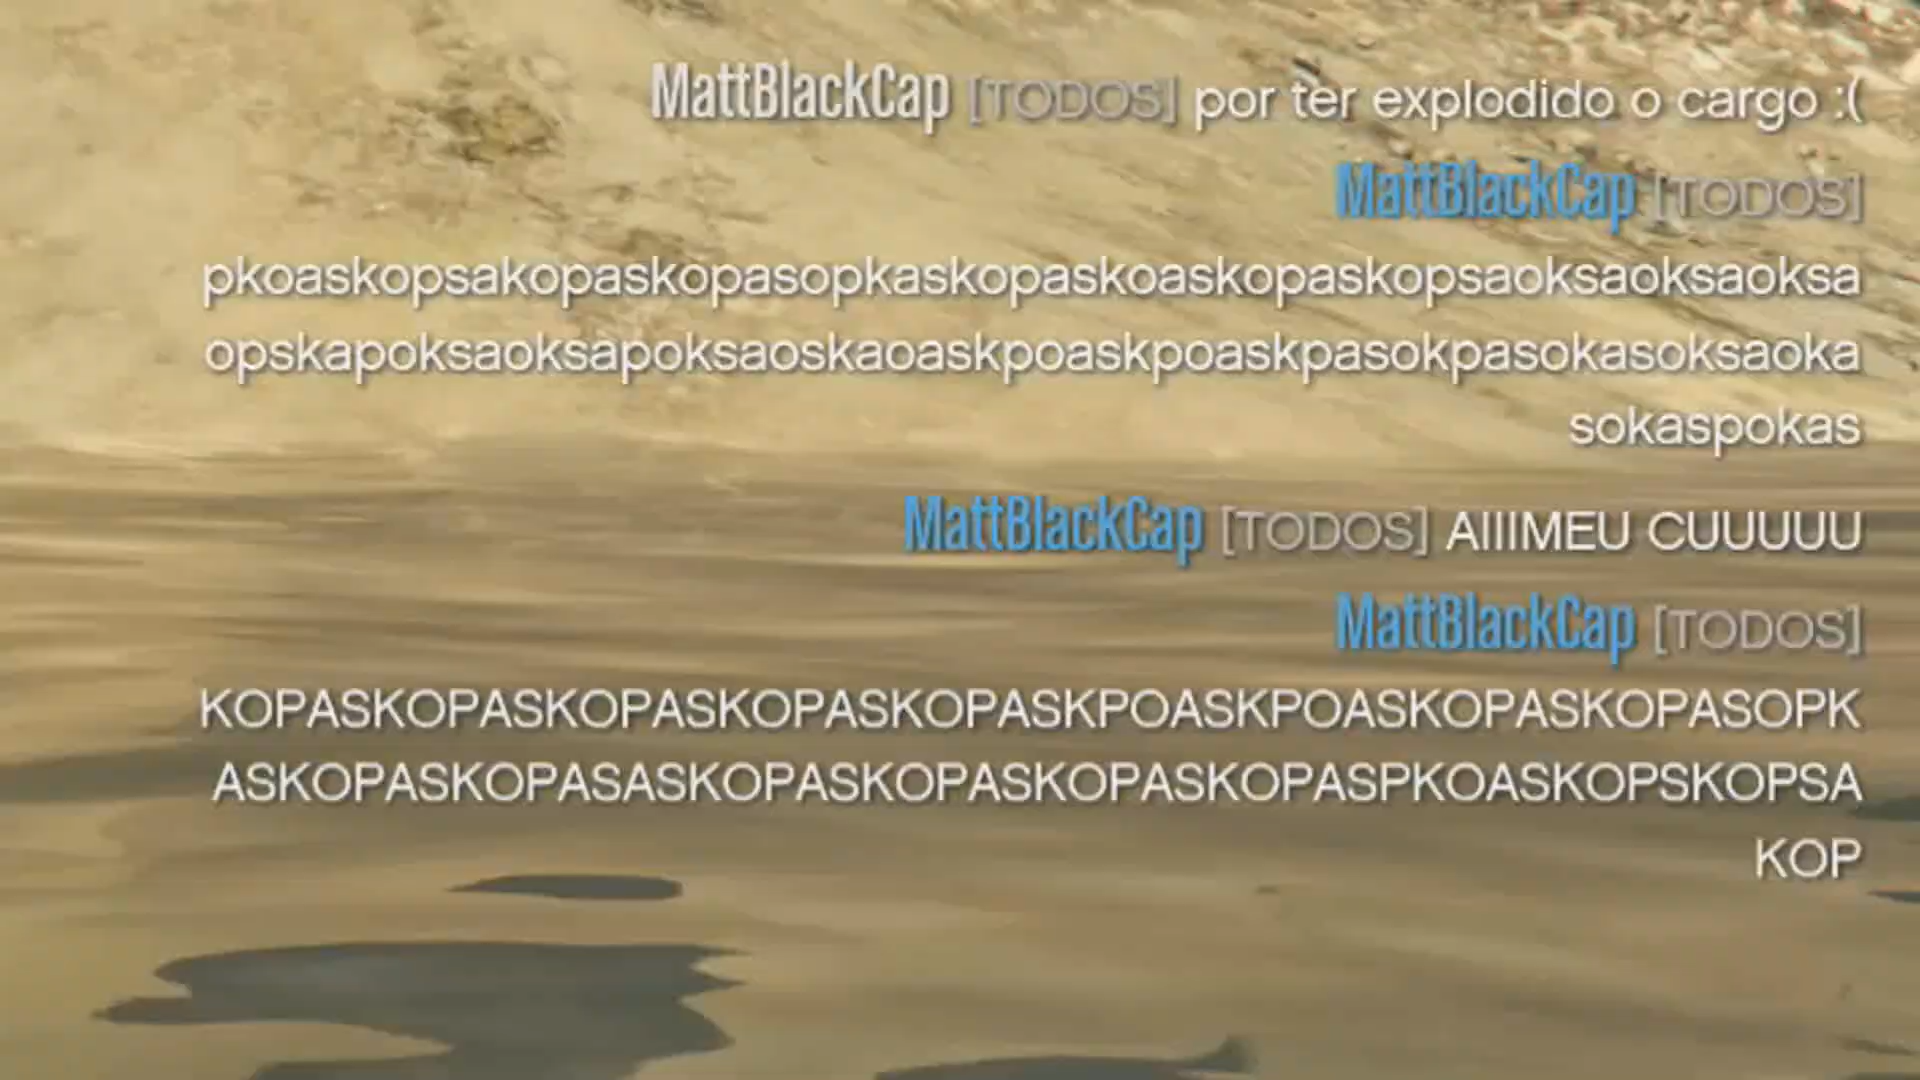 MattBlackCap [TODOS] por ter explodido o cargo :(
MattBlackCap [TODOS]
pkoaskopsakopaskopasopkaskopaskoaskopaskopsaoksaoksaoksa
opskapoksaoksapoksaoskaoaskpoaskpoaskpasokpasokasoksaoka
sokaspokas
MattBlackCap [TODOS] AIIIMEU CUUUUU
MattBlackCap [TODOS]
KOPASKOPASKOPASKOPASKOPASKPOASKPOASKOPASKOPASOPK
ASKOPASKOPASASKOPASKOPASKOPASKOPASPKOASKOPSKOPSA
KOP